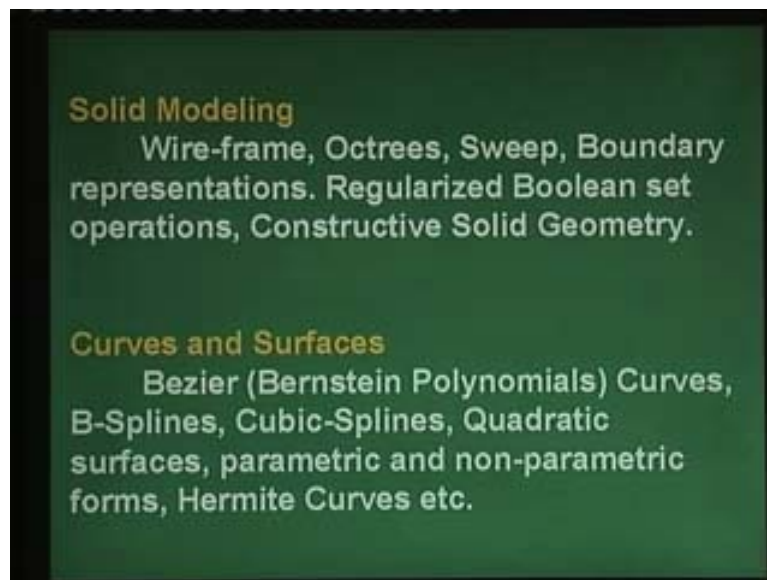 Solid Modeling
Wire-frame, Octrees, Sweep, Boundary
representations. Regularized Boolean set
operations, Constructive Solid Geometry.
Curves and Surfaces
Bezier (Bernstein Polynomials) Curves,
B-Splines, Cubic-Splines, Quadratic
surfaces, parametric and non-parametric
forms, Hermite Curves etc.